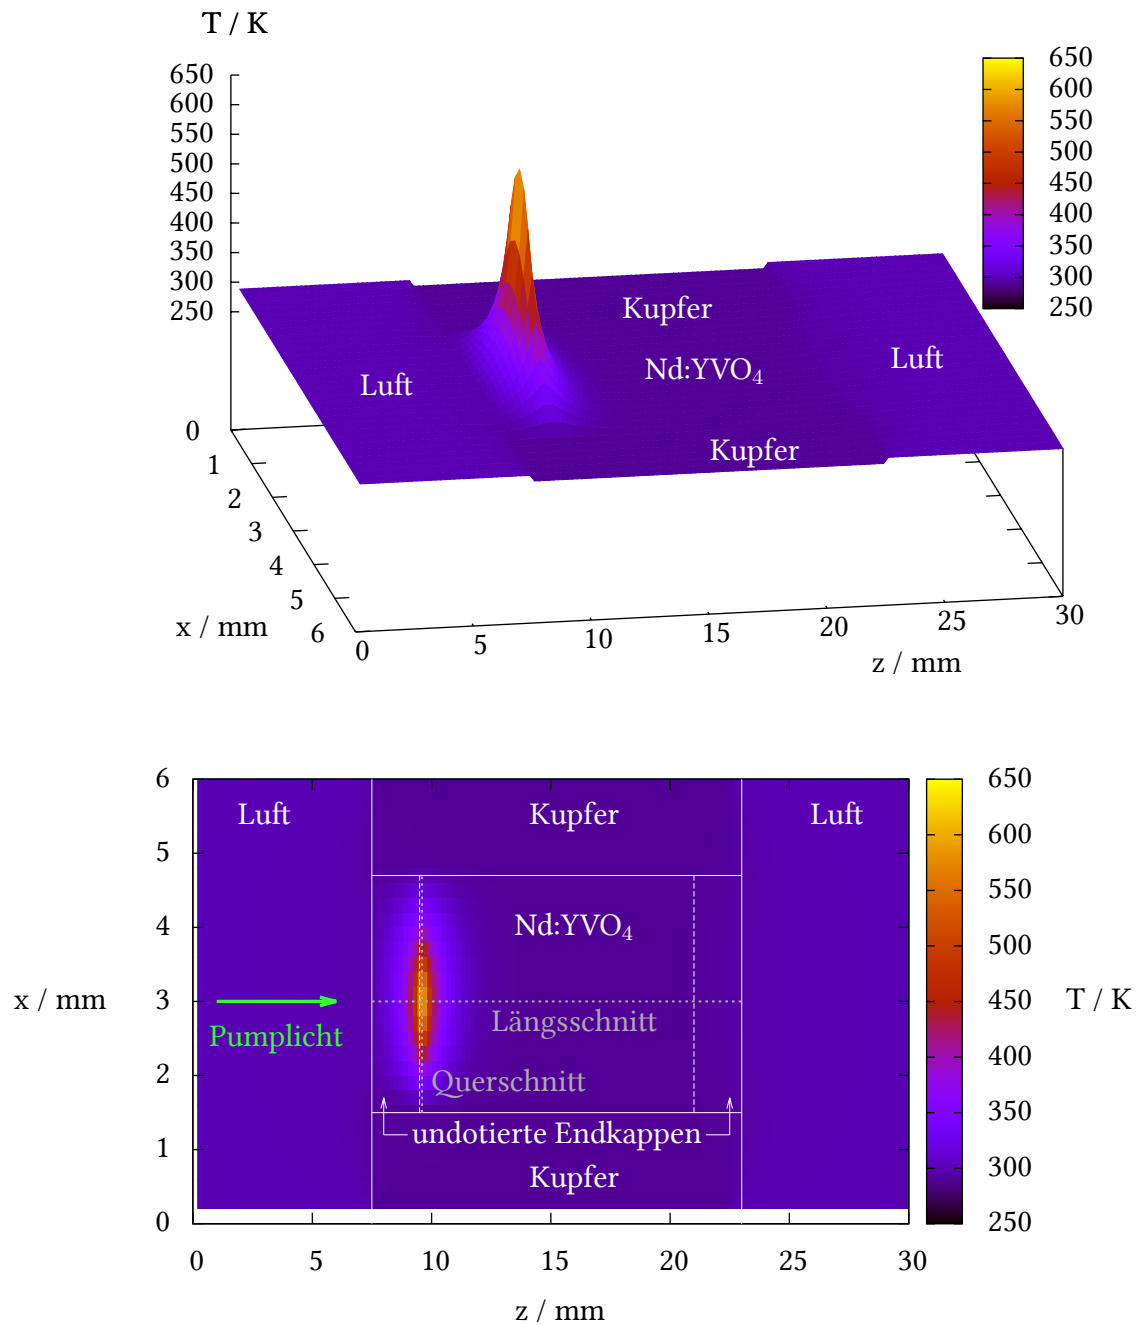 T / K
650
600
550
500
450
400
350
300
250
0
1
2
3
4
5
6
x / mm
0
5
10
15
20
25
30
z / mm
650
600
550
500
450
400
350
300
250
Kupfer
Nd:YVO₄
Luft
Luft
Kupfer
6
5
4
3
2
1
0
x / mm
Luft
Kupfer
Luft
Nd:YVO₄
Pumplicht
Längsschnitt
Querschnitt
undotierte Endkappen
Kupfer
0
5
10
15
20
25
30
z / mm
650
600
550
500
450
400
350
300
250
T / K